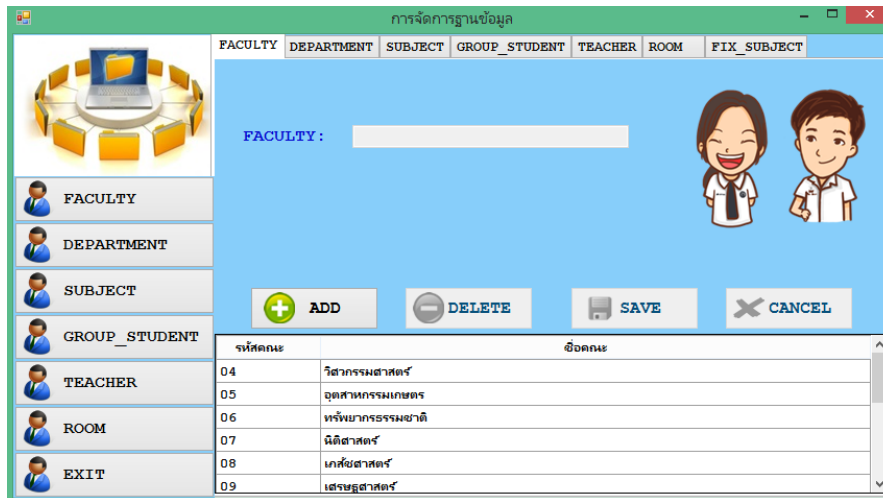 การจัดการฐานข้อมูล
FACULTY DEPARTMENT SUBJECT GROUP_STUDENT TEACHER ROOM FIX_SUBJECT
FACULTY :
FACULTY
DEPARTMENT
SUBJECT
GROUP_STUDENT
TEACHER
ROOM
EXIT
ADD DELETE SAVE CANCEL
รหัสคณะ ชื่อคณะ
04 วิศวกรรมศาสตร์
05 อุตสาหกรรมเกษตร
06 ทรัพยากรธรรมชาติ
07 นิติศาสตร์
08 เภสัชศาสตร์
09 เศรษฐศาสตร์